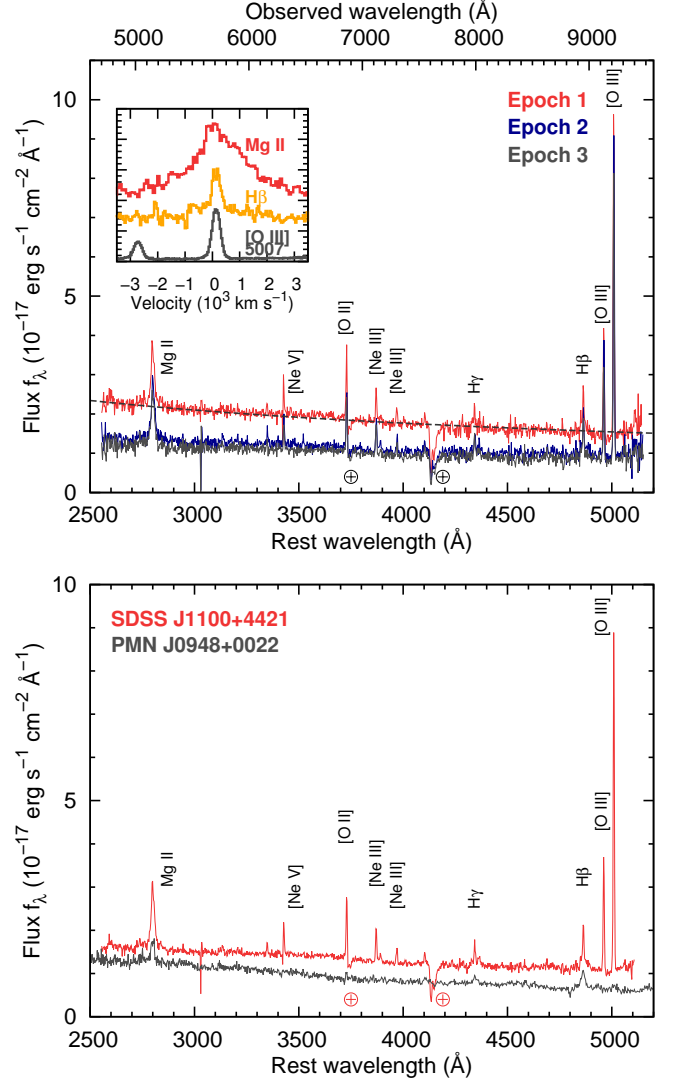 Observed wavelength (Å)
5000 6000 7000 8000 9000
Flux fλ (10−17 erg s−1 cm−2 Å−1)
10
5
0
Epoch 1
Epoch 2
Epoch 3
Mg II
Hβ
[O III]
5007
−3 −2 −1 0 1 2 3
Velocity (10³ km s−1)
Mg II
[Ne V]
[O II]
[Ne III]
[Ne III]
Hγ
Hβ
[O III]
[O III]
2500 3000 3500 4000 4500 5000
Rest wavelength (Å)
Flux fλ (10−17 erg s−1 cm−2 Å−1)
10
5
0
SDSS J1100+4421
PMN J0948+0022
Mg II
[Ne V]
[O II]
[Ne III]
[Ne III]
Hγ
Hβ
[O III]
[O III]
2500 3000 3500 4000 4500 5000
Rest wavelength (Å)